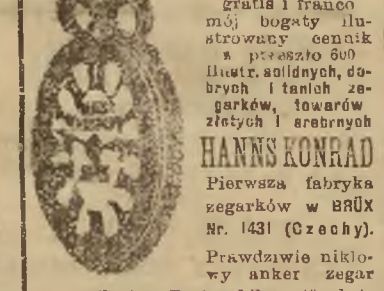 gratis i franco
mój bogaty ilu-
strowany cennik
z przeszło 600
illustr. solidnych, do-
brych i tanich ze-
garków, towarów
złotych i srebrnych
HANNS KONRAD
Pierwsza fabryka
zegarków w BRÜX
Nr. 1431 (Czechy).
Prawdziwie niklo-
wy anker zegar